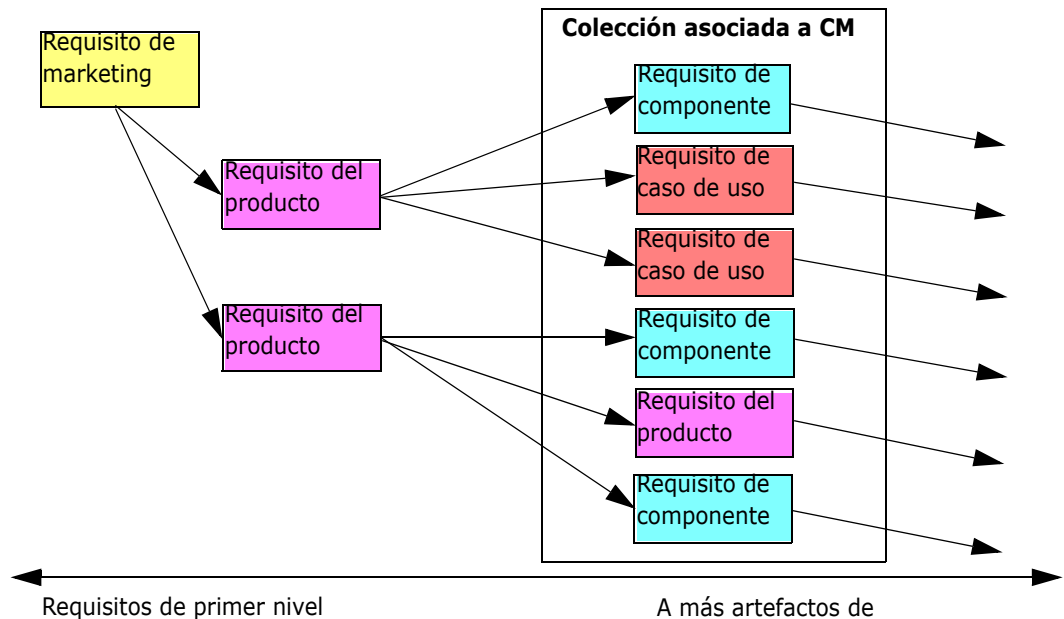 Colección asociada a CM
Requisito de
marketing
Requisito de
componente
Requisito del
producto
Requisito de
caso de uso
Requisito de
caso de uso
Requisito del
producto
Requisito de
componente
Requisito del
producto
Requisito de
componente
Requisitos de primer nivel
A más artefactos de